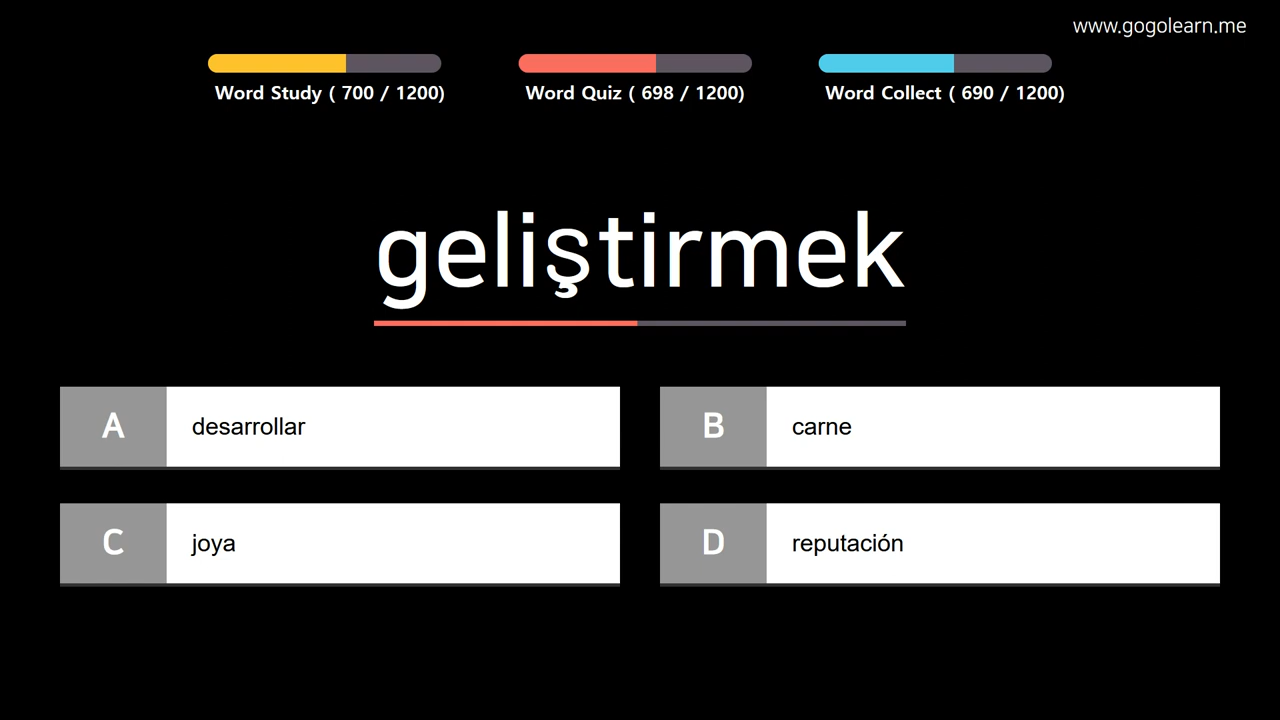 www.gogolearn.me
Word Study ( 700 / 1200)
Word Quiz ( 698 / 1200)
Word Collect ( 690 / 1200)
geliştirmek
A desarrollar
B carne
C joya
D reputación